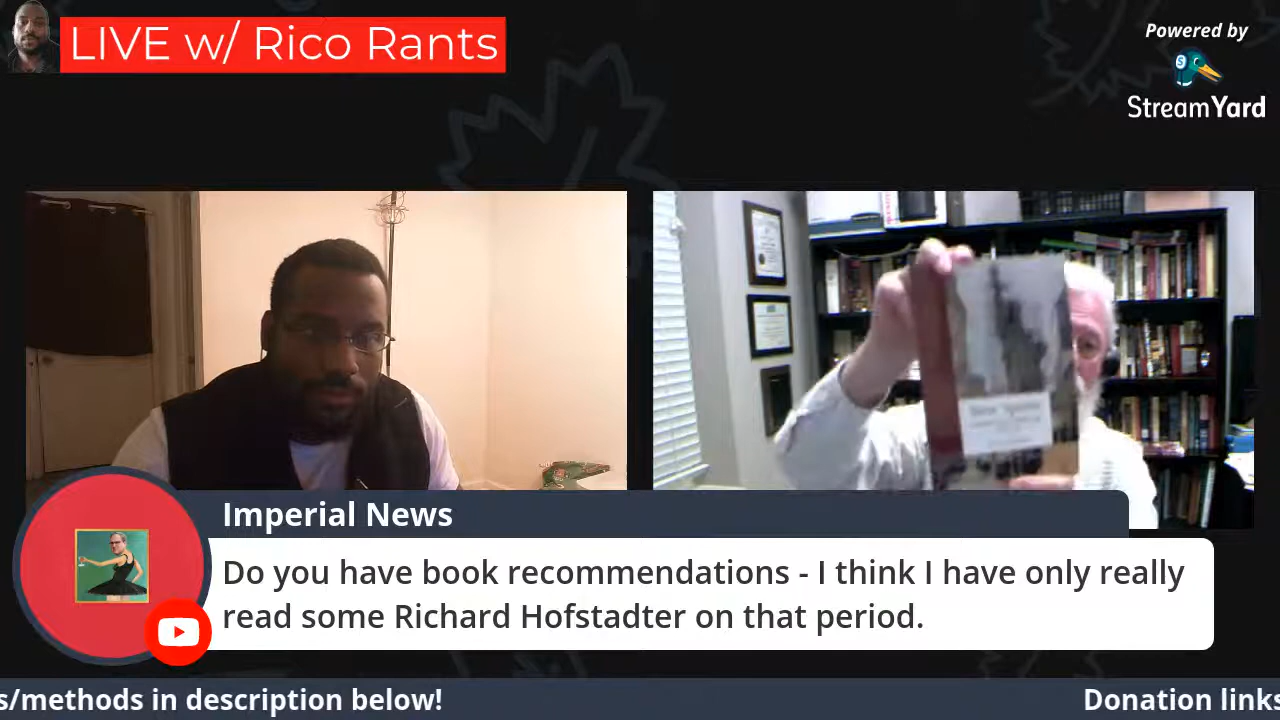 LIVE w/ Rico Rants
Powered by
StreamYard
Imperial News
Do you have book recommendations - I think I have only really
read some Richard Hofstadter on that period.
s/methods in description below!
Donation links